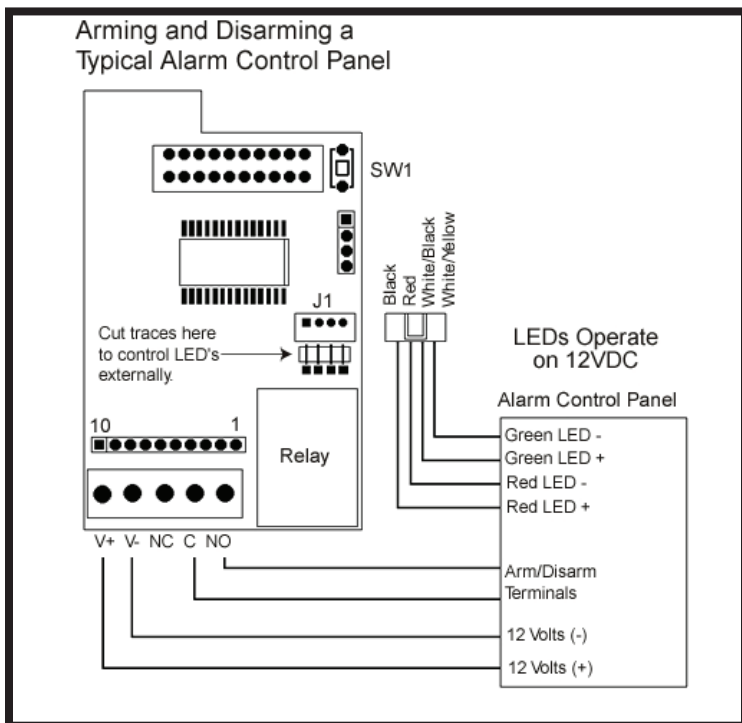 Arming and Disarming a
Typical Alarm Control Panel
SW1
Black
Red
White/Black
White/Yellow
J1
Cut traces here
to control LED's
externally.
LEDs Operate
on 12VDC
Alarm Control Panel
10 1
Relay
Green LED -
Green LED +
Red LED -
Red LED +
V+ V- NC C NO
Arm/Disarm
Terminals
12 Volts (-)
12 Volts (+)